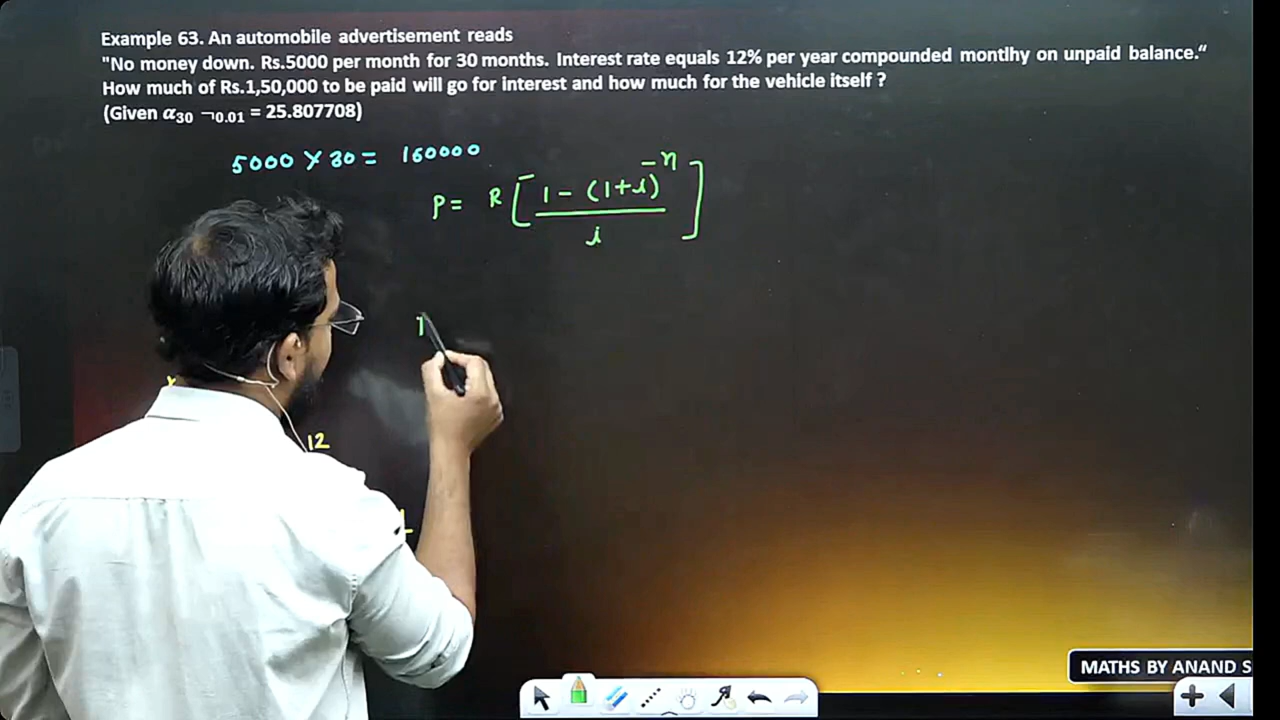 Example 63. An automobile advertisement reads
"No money down. Rs.5000 per month for 30 months. Interest rate equals 12% per year compounded montlhy on unpaid balance.“
How much of Rs.1,50,000 to be paid will go for interest and how much for the vehicle itself ?
(Given α30 ¬0.01 = 25.807708)
5000 X 30 = 160000
P = R [ 1 - (1+i)^-n / i ]
12
MATHS BY ANAND S